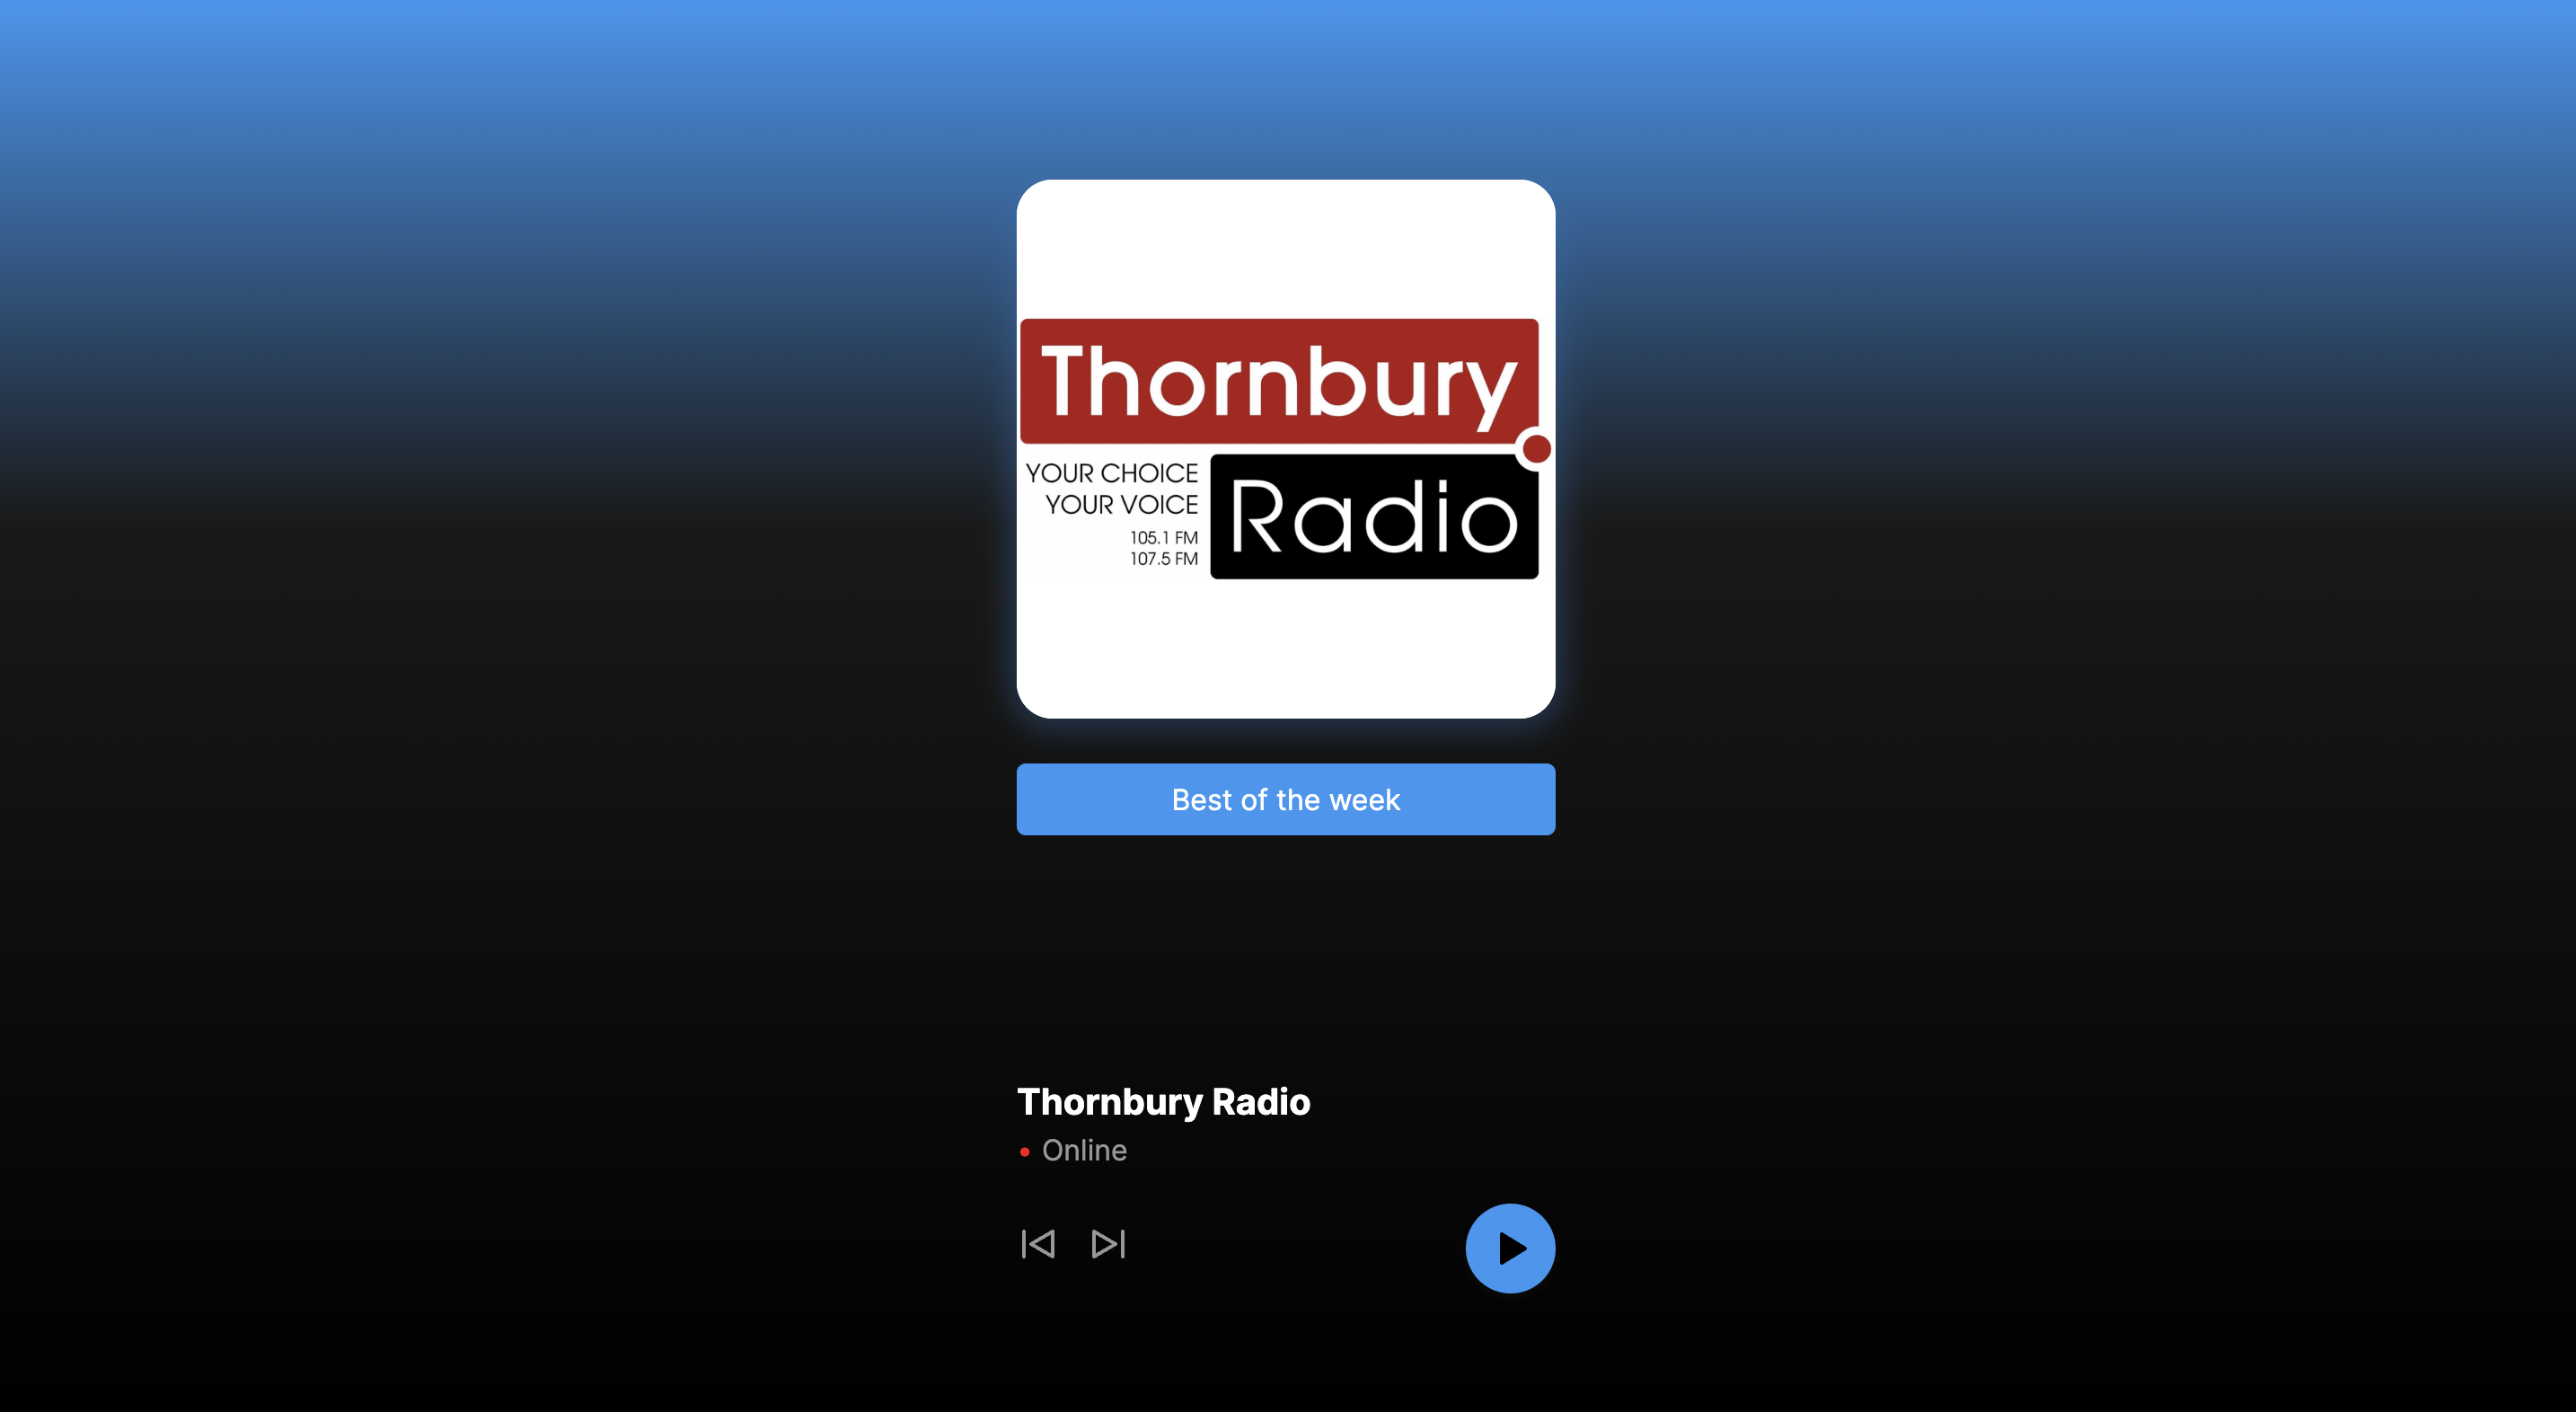 Thornbury
YOUR CHOICE
YOUR VOICE
105.1 FM
107.5 FM
Radio
Best of the week
Thornbury Radio
Online